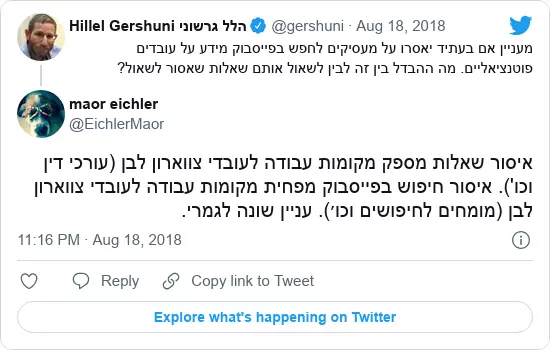 Hillel Gershuni הלל גרשוני @gershuni · Aug 18, 2018
מעניין אם בעתיד יאסרו על מעסיקים לחפש בפייסבוק מידע על עובדים
פוטנציאליים. מה ההבדל בין זה לבין לשאול אותם שאלות שאסור לשאול?
maor eichler
@EichlerMaor
איסור שאלות מספק מקומות עבודה לעובדי צווארון לבן (עורכי דין
וכו'). איסור חיפוש בפייסבוק מפחית מקומות עבודה לעובדי צווארון
לבן (מומחים לחיפושים וכו׳). עניין שונה לגמרי.
11:16 PM · Aug 18, 2018
Reply Copy link to Tweet
Explore what's happening on Twitter